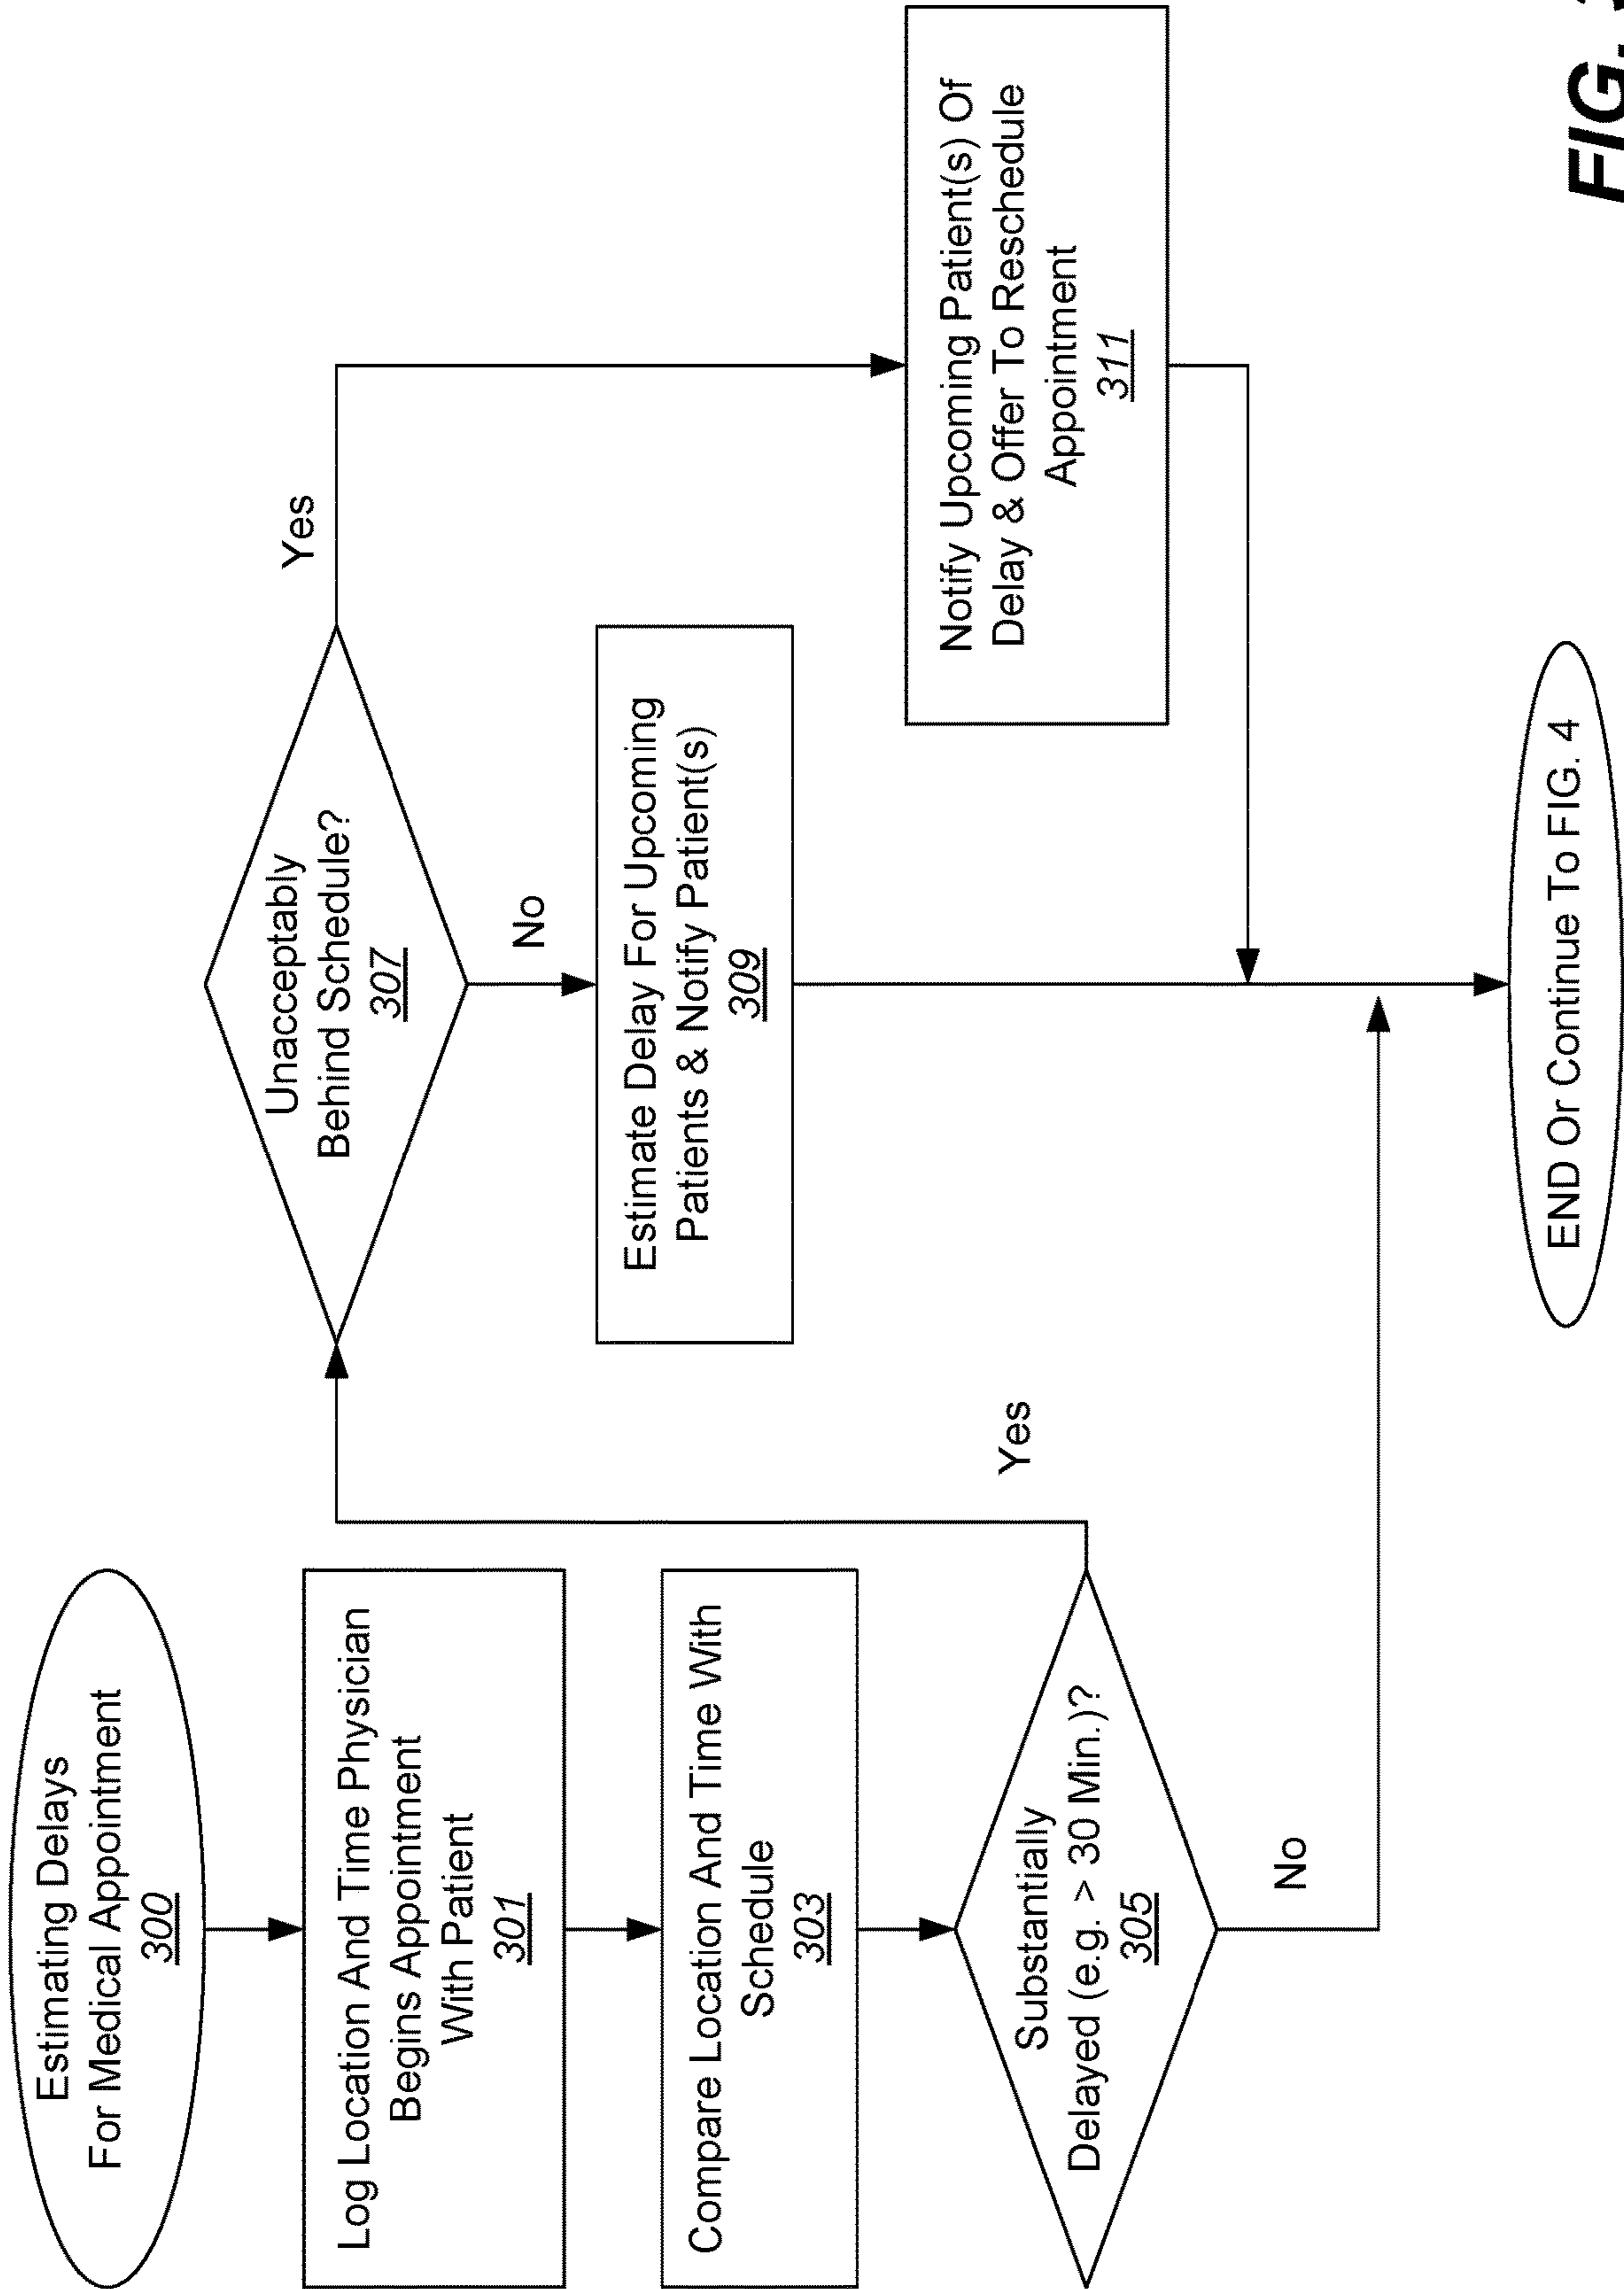 Estimating Delays
For Medical Appointment
300
Log Location And Time Physician
Begins Appointment
With Patient
301
Compare Location And Time With
Schedule
303
Substantially
Delayed (e.g. > 30 Min.)?
305
Yes
No
Unacceptably
Behind Schedule?
307
Yes
No
Estimate Delay For Upcoming
Patients & Notify Patient(s)
309
Notify Upcoming Patient(s) Of
Delay & Offer To Reschedule
Appointment
311
END Or Continue To FIG. 4
FIG.